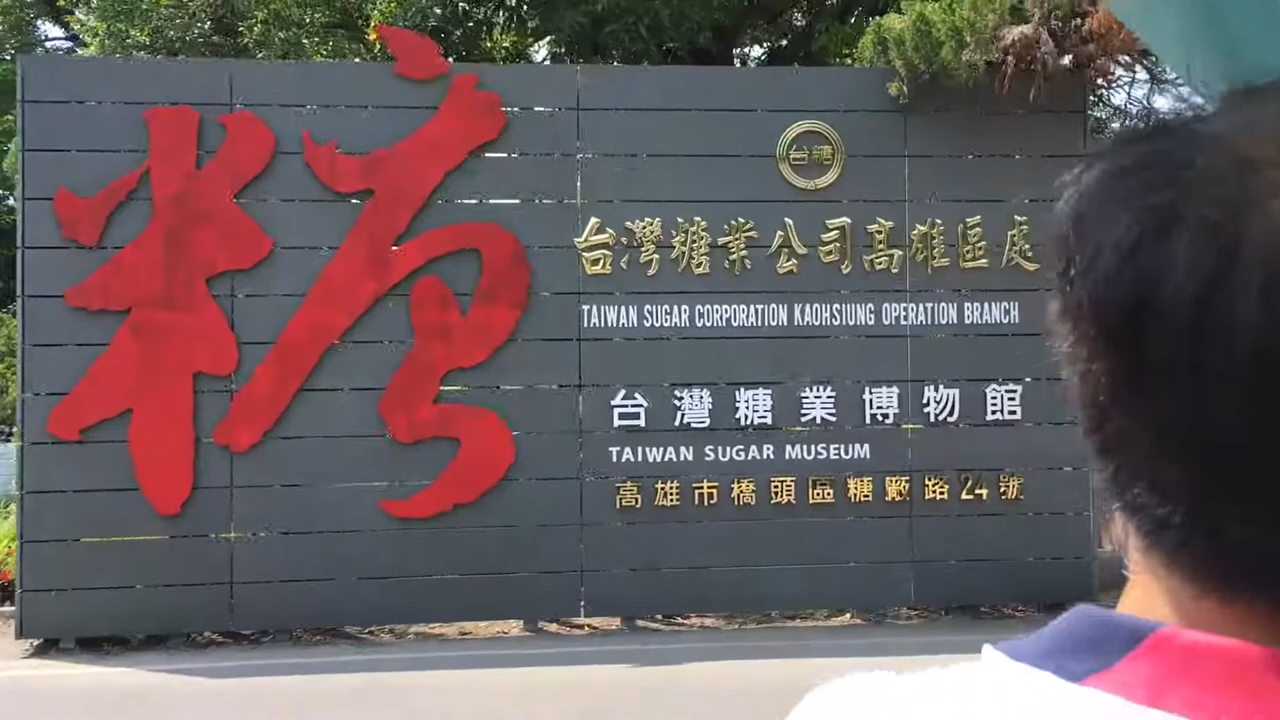 糖
台糖
台灣糖業公司高雄區處
TAIWAN SUGAR CORPORATION KAOHSIUNG OPERATION BRANCH
台灣糖業博物館
TAIWAN SUGAR MUSEUM
高雄市橋頭區糖廠路24號